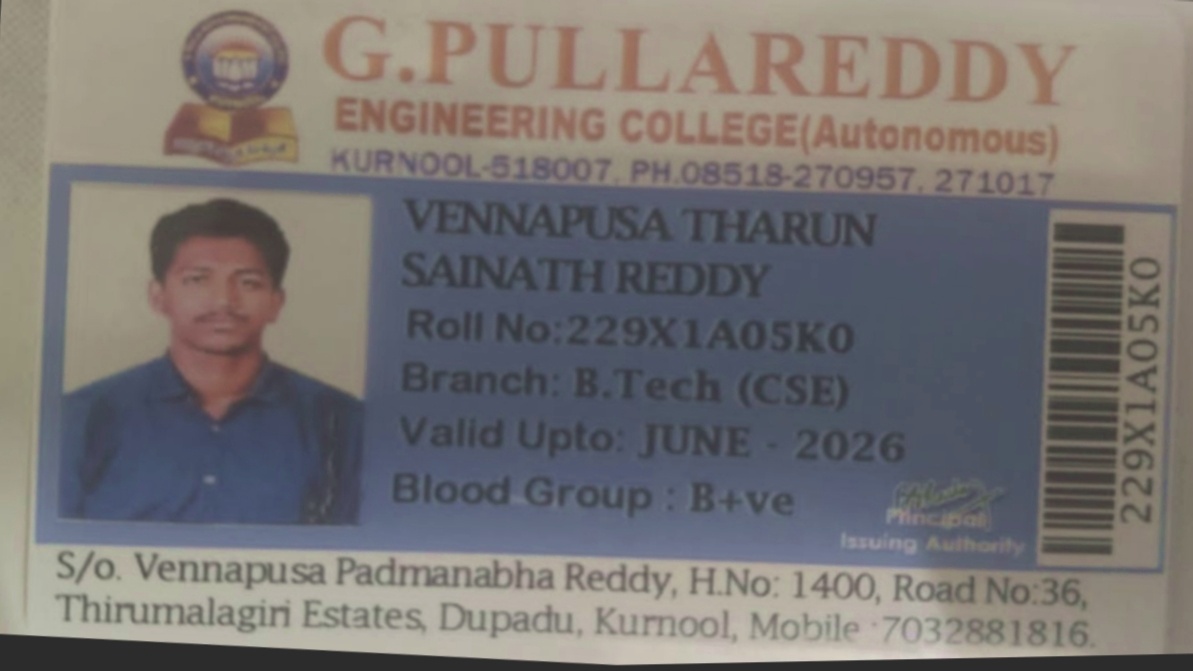 G.PULLAREDDY
ENGINEERING COLLEGE(Autonomous)
KURNOOL-518007, PH.08518-270957, 271017
VENNAPUSA THARUN
SAINATH REDDY
Roll No:229X1A05K0
Branch: B.Tech (CSE)
Valid Upto: JUNE - 2026
Blood Group : B+ve
Principal
Issuing Authority
229X1A05K0
S/o. Vennapusa Padmanabha Reddy, H.No: 1400, Road No:36,
Thirumalagiri Estates, Dupadu, Kurnool, Mobile :7032881816.